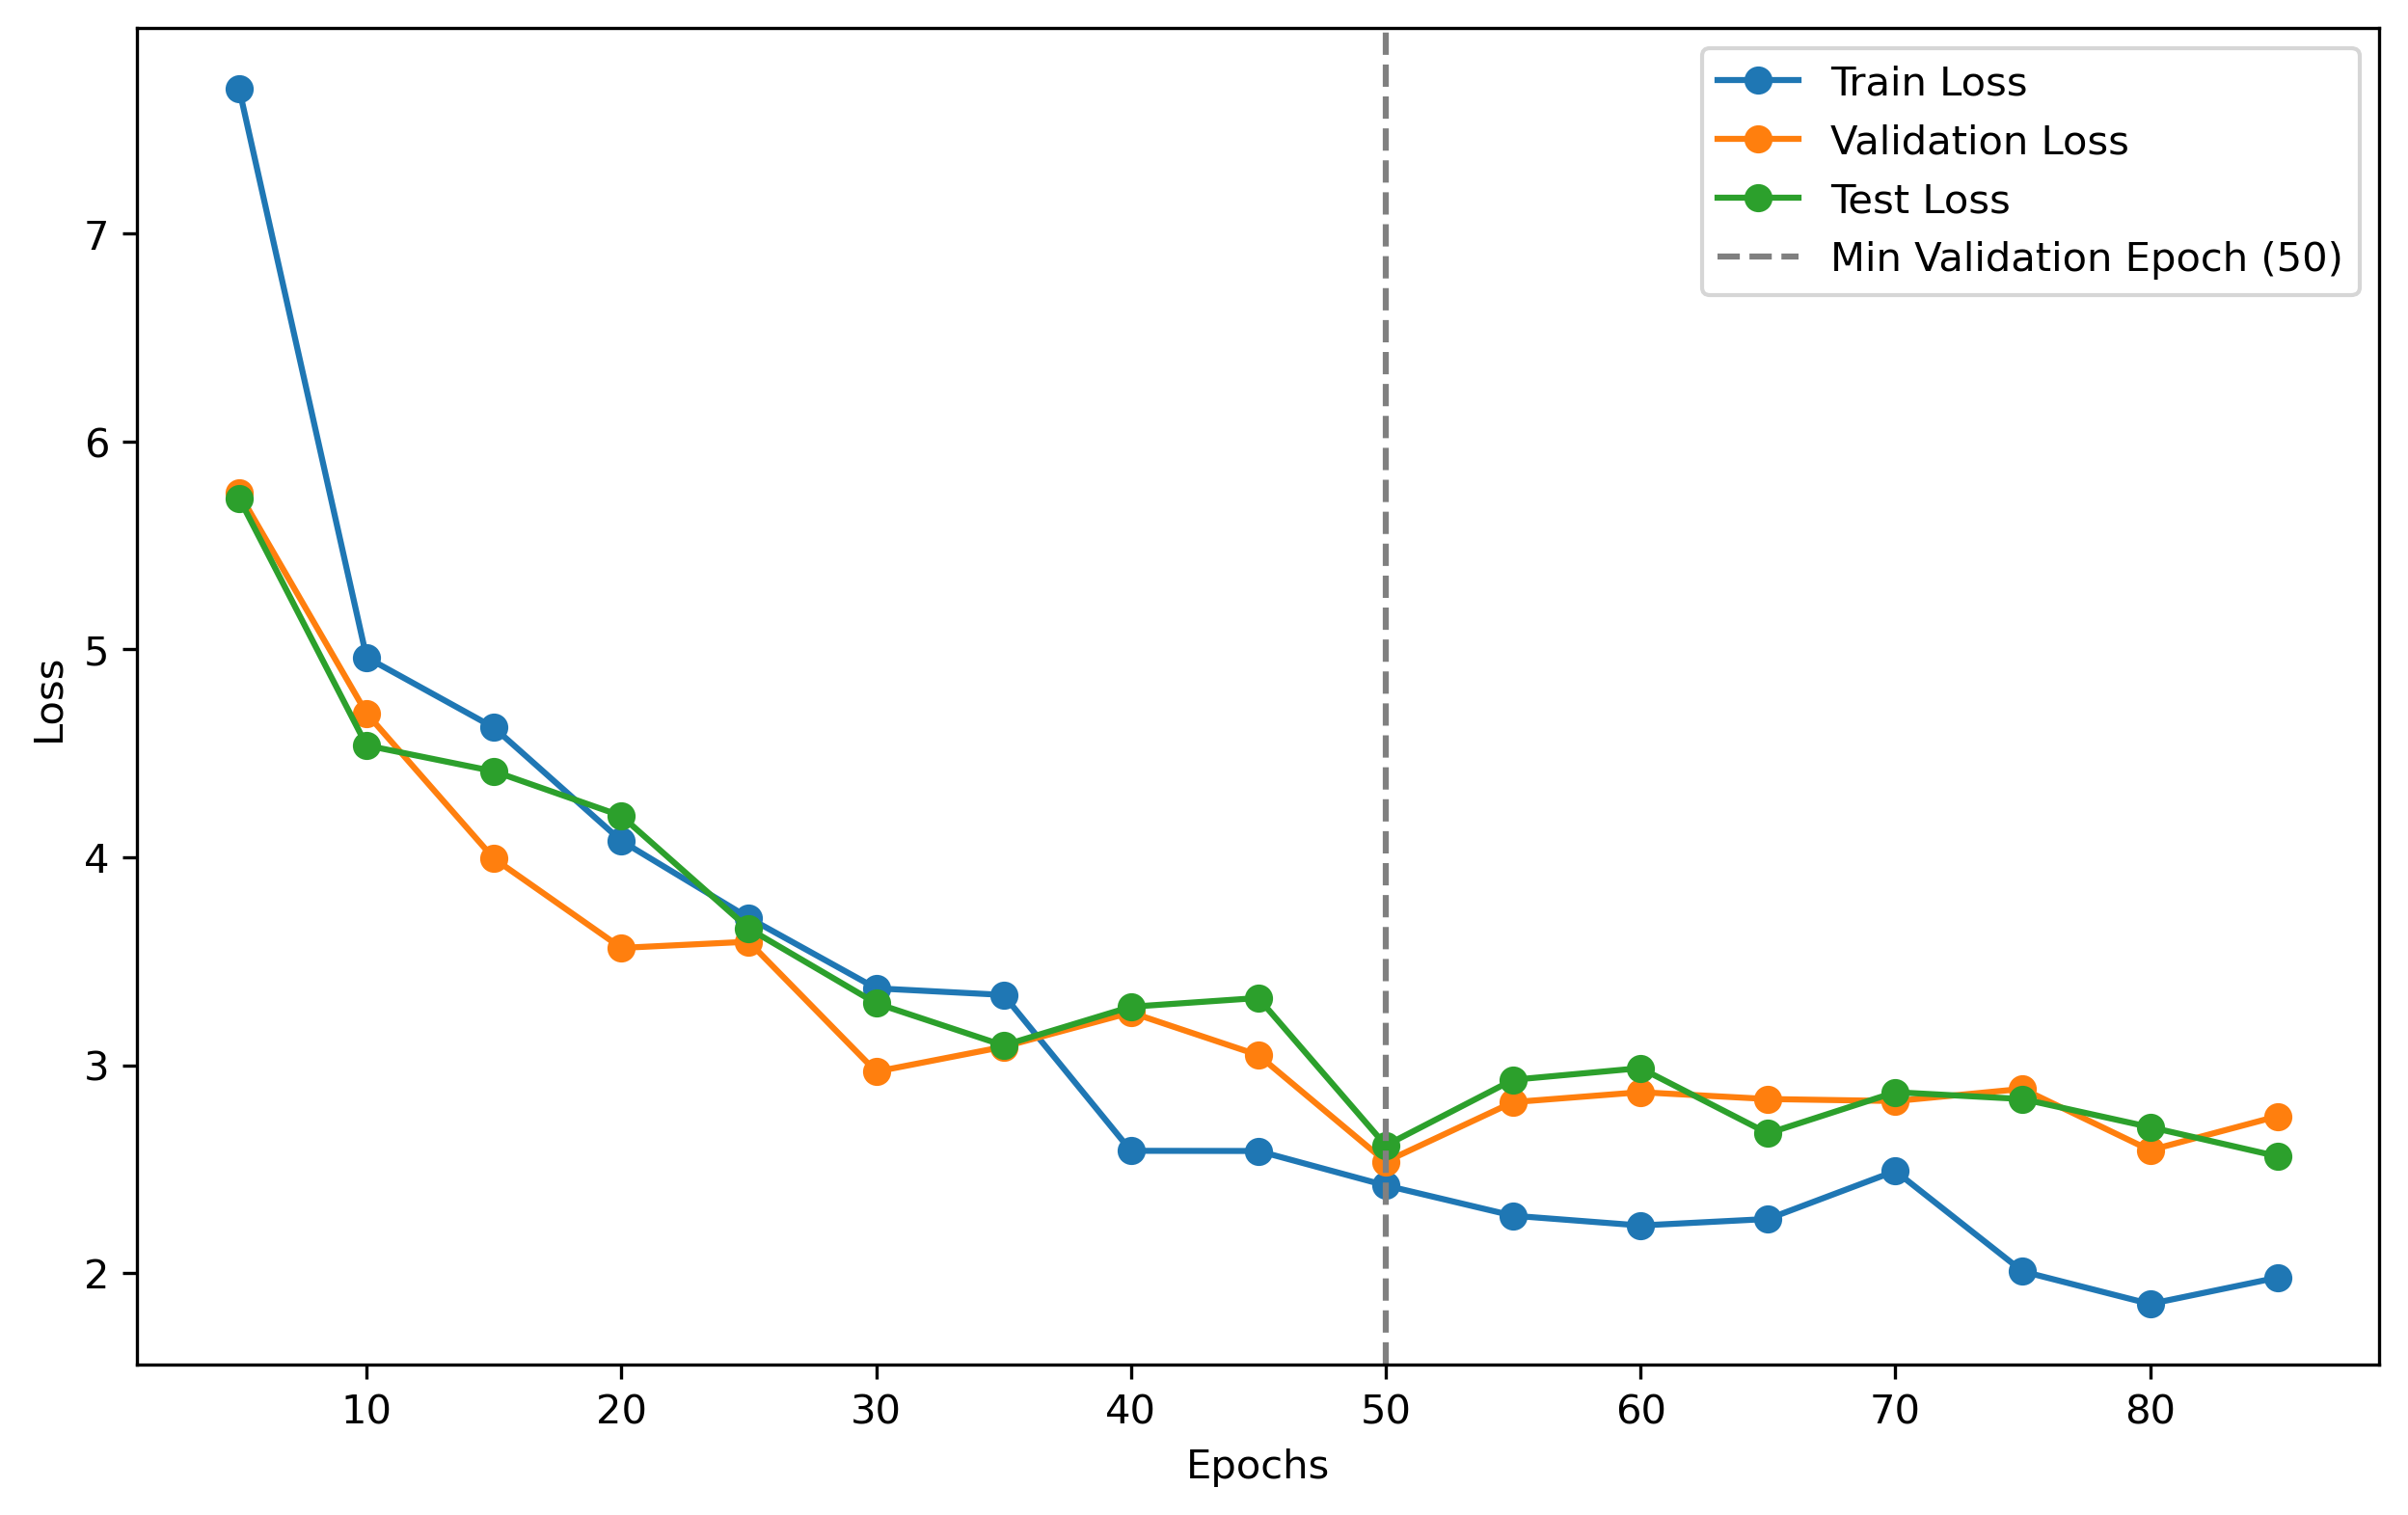 Train Loss
Validation Loss
Test Loss
Min Validation Epoch (50)
7
6
5
4
3
2
Loss
10 20 30 40 50 60 70 80
Epochs